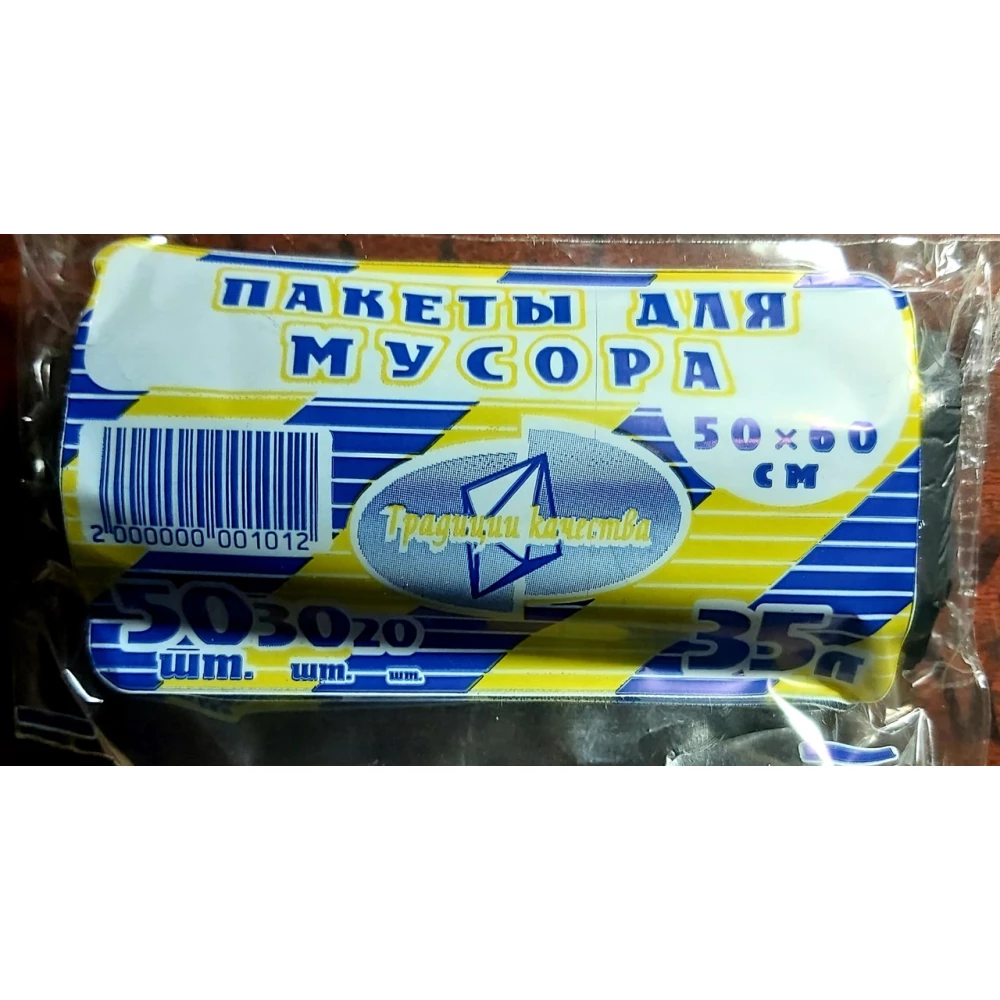 ПАКЕТЫ ДЛЯ
МУСОРА
50×60
СМ
Традиции качества
2 000000 001012
50 30 20
шт. шт. шт.
35л